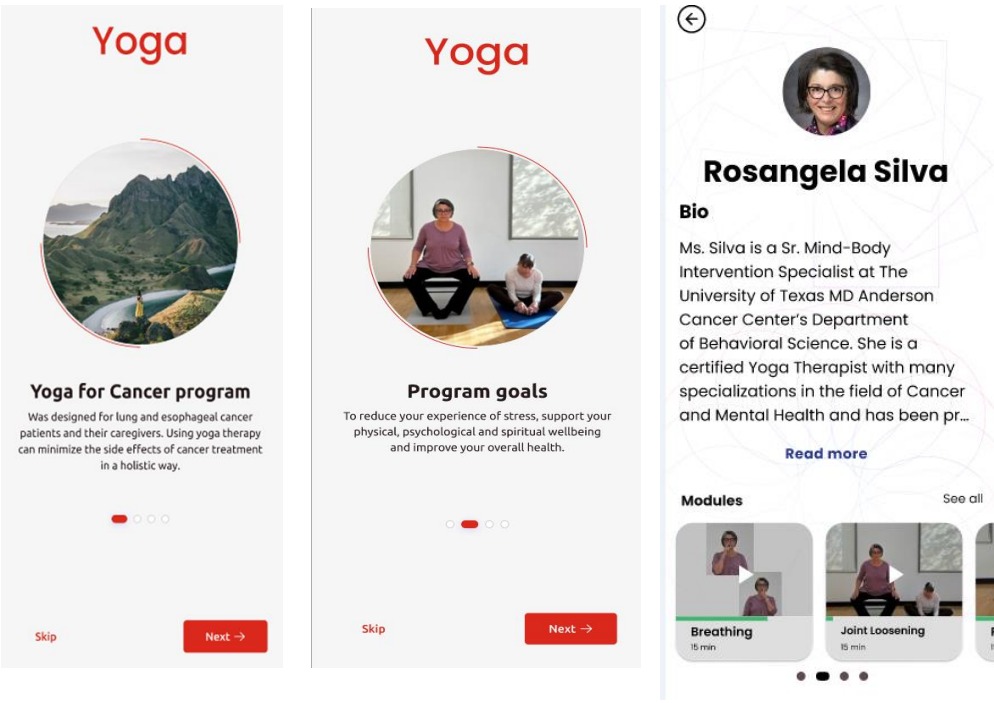 Yoga
Yoga for Cancer program
Was designed for lung and esophageal cancer
patients and their caregivers. Using yoga therapy
can minimize the side effects of cancer treatment
in a holistic way.
Skip
Next →
Yoga
Program goals
To reduce your experience of stress, support your
physical, psychological and spiritual wellbeing
and improve your overall health.
Skip
Next →
Rosangela Silva
Bio
Ms. Silva is a Sr. Mind-Body
Intervention Specialist at The
University of Texas MD Anderson
Cancer Center’s Department
of Behavioral Science. She is a
certified Yoga Therapist with many
specializations in the field of Cancer
and Mental Health and has been pr...
Read more
Modules
See all
Breathing
15 min
Joint Loosening
15 min